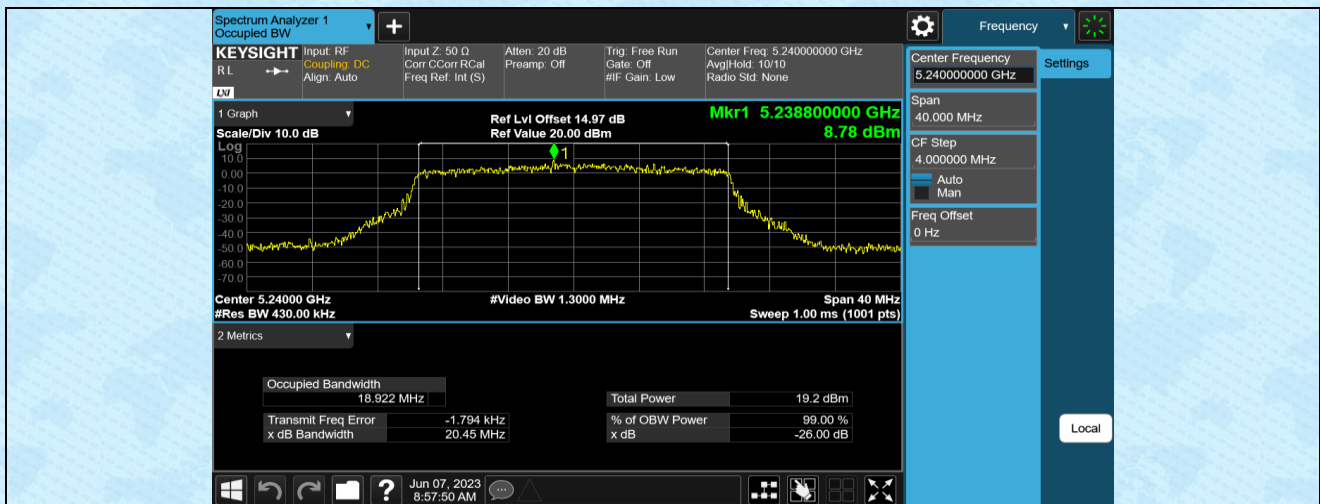 Spectrum Analyzer 1
Occupied BW
+
Frequency
KEYSIGHT
R L
LXI
Input: RF
Coupling: DC
Align: Auto
Input Z: 50 Ω
Corr CCorr RCal
Freq Ref: Int (S)
Atten: 20 dB
Preamp: Off
Trig: Free Run
Gate: Off
#IF Gain: Low
Center Freq: 5.240000000 GHz
Avg|Hold: 10/10
Radio Std: None
Center Frequency
5.240000000 GHz
Settings
Span
40.000 MHz
CF Step
4.000000 MHz
Auto
Man
Freq Offset
0 Hz
1 Graph
Scale/Div 10.0 dB
Ref Lvl Offset 14.97 dB
Ref Value 20.00 dBm
Mkr1 5.238800000 GHz
8.78 dBm
Log
10.0
0.00
-10.0
-20.0
-30.0
-40.0
-50.0
-60.0
-70.0
1
Center 5.24000 GHz
#Res BW 430.00 kHz
#Video BW 1.3000 MHz
Span 40 MHz
Sweep 1.00 ms (1001 pts)
2 Metrics
Occupied Bandwidth
18.922 MHz
Total Power 19.2 dBm
Transmit Freq Error -1.794 kHz
% of OBW Power 99.00 %
x dB Bandwidth 20.45 MHz
x dB -26.00 dB
Local
?
Jun 07, 2023
8:57:50 AM